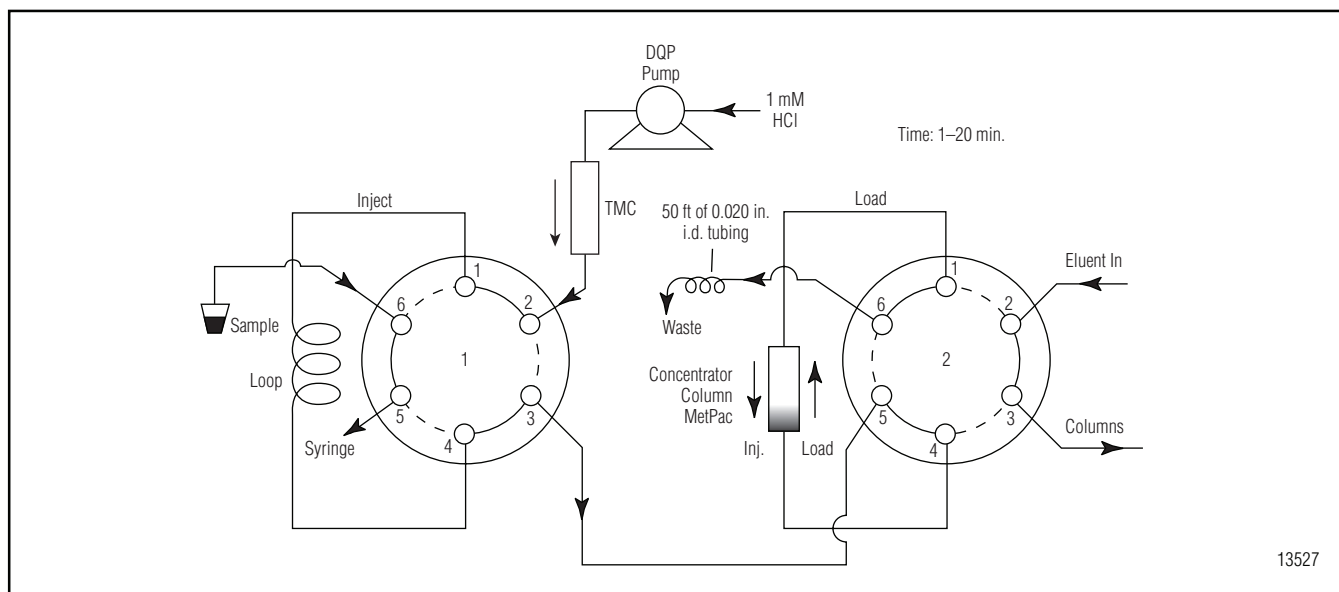 DQP
Pump
1 mM
HCl
Time: 1–20 min.
TMC
Inject
Load
50 ft of 0.020 in.
i.d. tubing
Eluent In
1
2
3
4
5
6
1
Sample
Loop
Syringe
Waste
Concentrator
Column
MetPac
Inj.
Load
1
2
3
4
5
6
2
Columns
13527